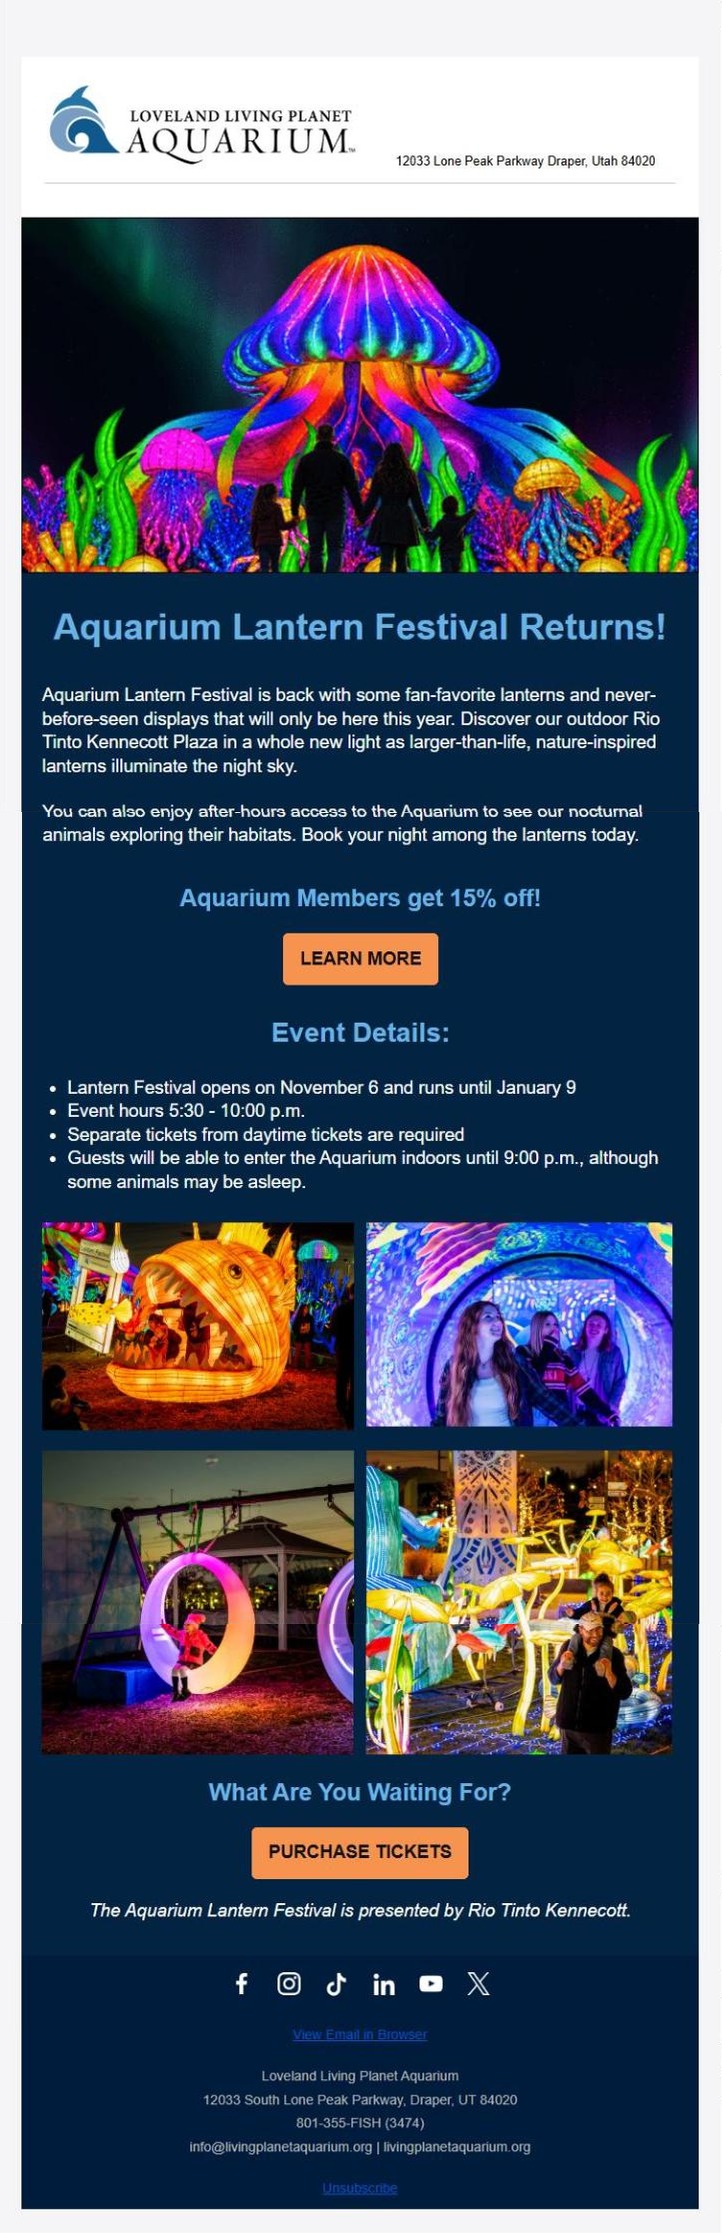 LOVELAND LIVING PLANET
AQUARIUM™
12033 Lone Peak Parkway Draper, Utah 84020
Aquarium Lantern Festival Returns!
Aquarium Lantern Festival is back with some fan-favorite lanterns and never-
before-seen displays that will only be here this year. Discover our outdoor Rio
Tinto Kennecott Plaza in a whole new light as larger-than-life, nature-inspired
lanterns illuminate the night sky.
You can also enjoy after-hours access to the Aquarium to see our nocturnal
animals exploring their habitats. Book your night among the lanterns today.
Aquarium Members get 15% off!
LEARN MORE
Event Details:
• Lantern Festival opens on November 6 and runs until January 9
• Event hours 5:30 - 10:00 p.m.
• Separate tickets from daytime tickets are required
• Guests will be able to enter the Aquarium indoors until 9:00 p.m., although
some animals may be asleep.
What Are You Waiting For?
PURCHASE TICKETS
The Aquarium Lantern Festival is presented by Rio Tinto Kennecott.
View Email in Browser
Loveland Living Planet Aquarium
12033 South Lone Peak Parkway, Draper, UT 84020
801-355-FISH (3474)
info@livingplanetaquarium.org | livingplanetaquarium.org
Unsubscribe